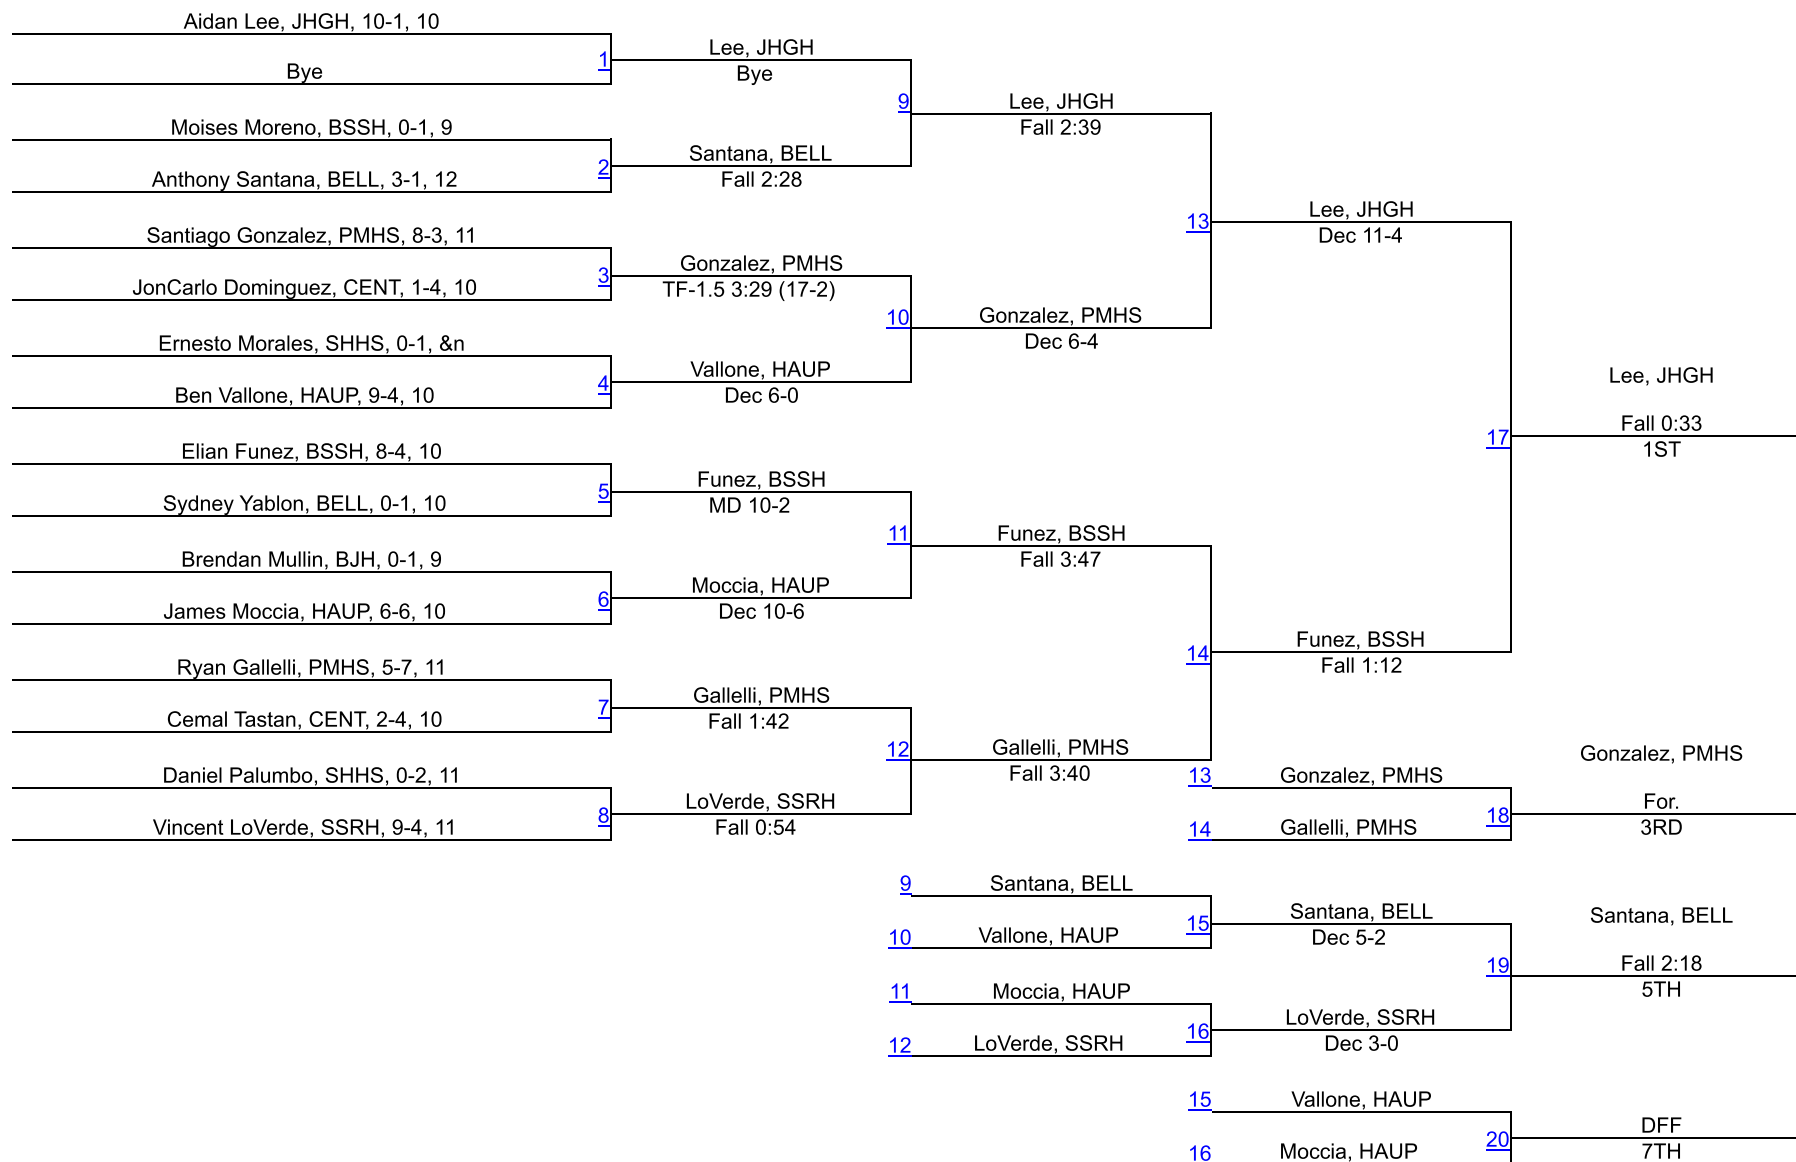 Aidan Lee, JHGH, 10-1, 10
1
Bye
Lee, JHGH
Bye
9
Moises Moreno, BSSH, 0-1, 9
2
Anthony Santana, BELL, 3-1, 12
Santana, BELL
Fall 2:28
Lee, JHGH
Fall 2:39
13
Santiago Gonzalez, PMHS, 8-3, 11
3
JonCarlo Dominguez, CENT, 1-4, 10
Gonzalez, PMHS
TF-1.5 3:29 (17-2)
10
Ernesto Morales, SHHS, 0-1, &n
4
Ben Vallone, HAUP, 9-4, 10
Vallone, HAUP
Dec 6-0
Gonzalez, PMHS
Dec 6-4
Lee, JHGH
Dec 11-4
17
Elian Funez, BSSH, 8-4, 10
5
Sydney Yablon, BELL, 0-1, 10
Funez, BSSH
MD 10-2
11
Brendan Mullin, BJH, 0-1, 9
6
James Moccia, HAUP, 6-6, 10
Moccia, HAUP
Dec 10-6
Funez, BSSH
Fall 3:47
14
Ryan Gallelli, PMHS, 5-7, 11
7
Cemal Tastan, CENT, 2-4, 10
Gallelli, PMHS
Fall 1:42
12
Daniel Palumbo, SHHS, 0-2, 11
8
Vincent LoVerde, SSRH, 9-4, 11
LoVerde, SSRH
Fall 0:54
Gallelli, PMHS
Fall 3:40
Funez, BSSH
Fall 1:12
Lee, JHGH
Fall 0:33
1ST
13
Gonzalez, PMHS
14
Gallelli, PMHS
18
Gonzalez, PMHS
For.
3RD
9
Santana, BELL
10
Vallone, HAUP
15
Santana, BELL
Dec 5-2
11
Moccia, HAUP
12
LoVerde, SSRH
16
LoVerde, SSRH
Dec 3-0
19
Santana, BELL
Fall 2:18
5TH
15
Vallone, HAUP
16
Moccia, HAUP
20
DFF
7TH